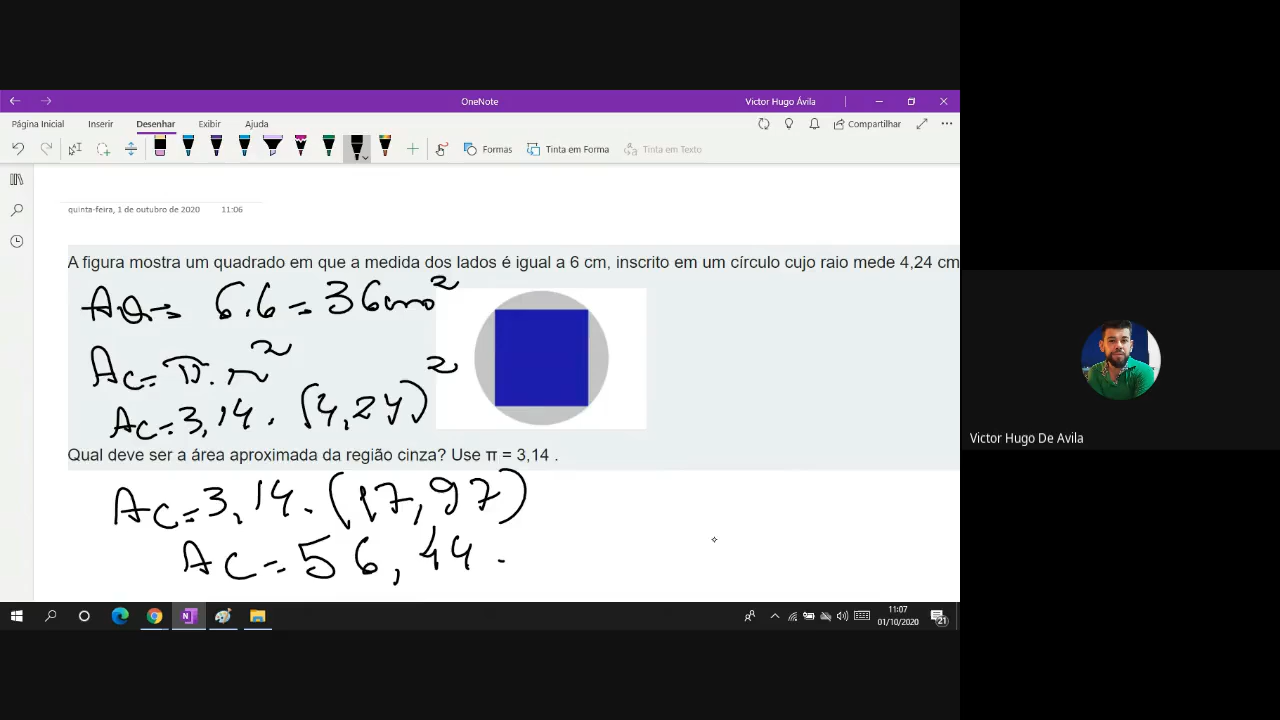 OneNote
Victor Hugo Ávila
Página Inicial Inserir Desenhar Exibir Ajuda
Compartilhar
Formas Tinta em Forma Tinta em Texto
quinta-feira, 1 de outubro de 2020 11:06
A figura mostra um quadrado em que a medida dos lados é igual a 6 cm, inscrito em um círculo cujo raio mede 4,24 cm
AQ = 6.6 = 36cm²
Ac = π.r²
Ac = 3,14. (4,24)²
Qual deve ser a área aproximada da região cinza? Use π = 3,14 .
Ac = 3,14. (17,97)
Ac = 56,44 .
Victor Hugo De Avila
11:07
01/10/2020
21